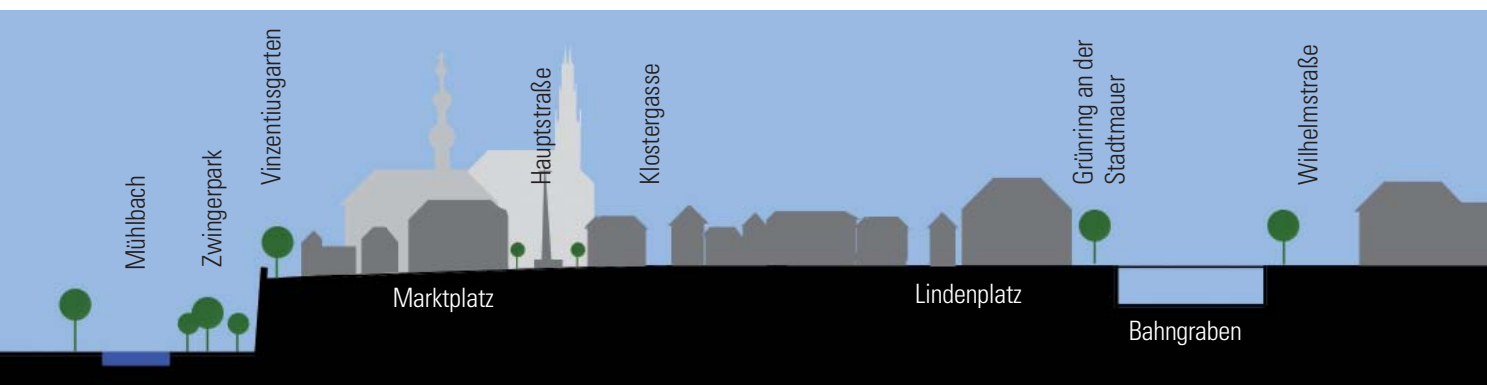 Mühlbach
Zwingerpark
Vinzentiusgarten
Hauptstraße
Klostergasse
Grünring an der
Stadtmauer
Wilhelmstraße
Marktplatz
Lindenplatz
Bahngraben